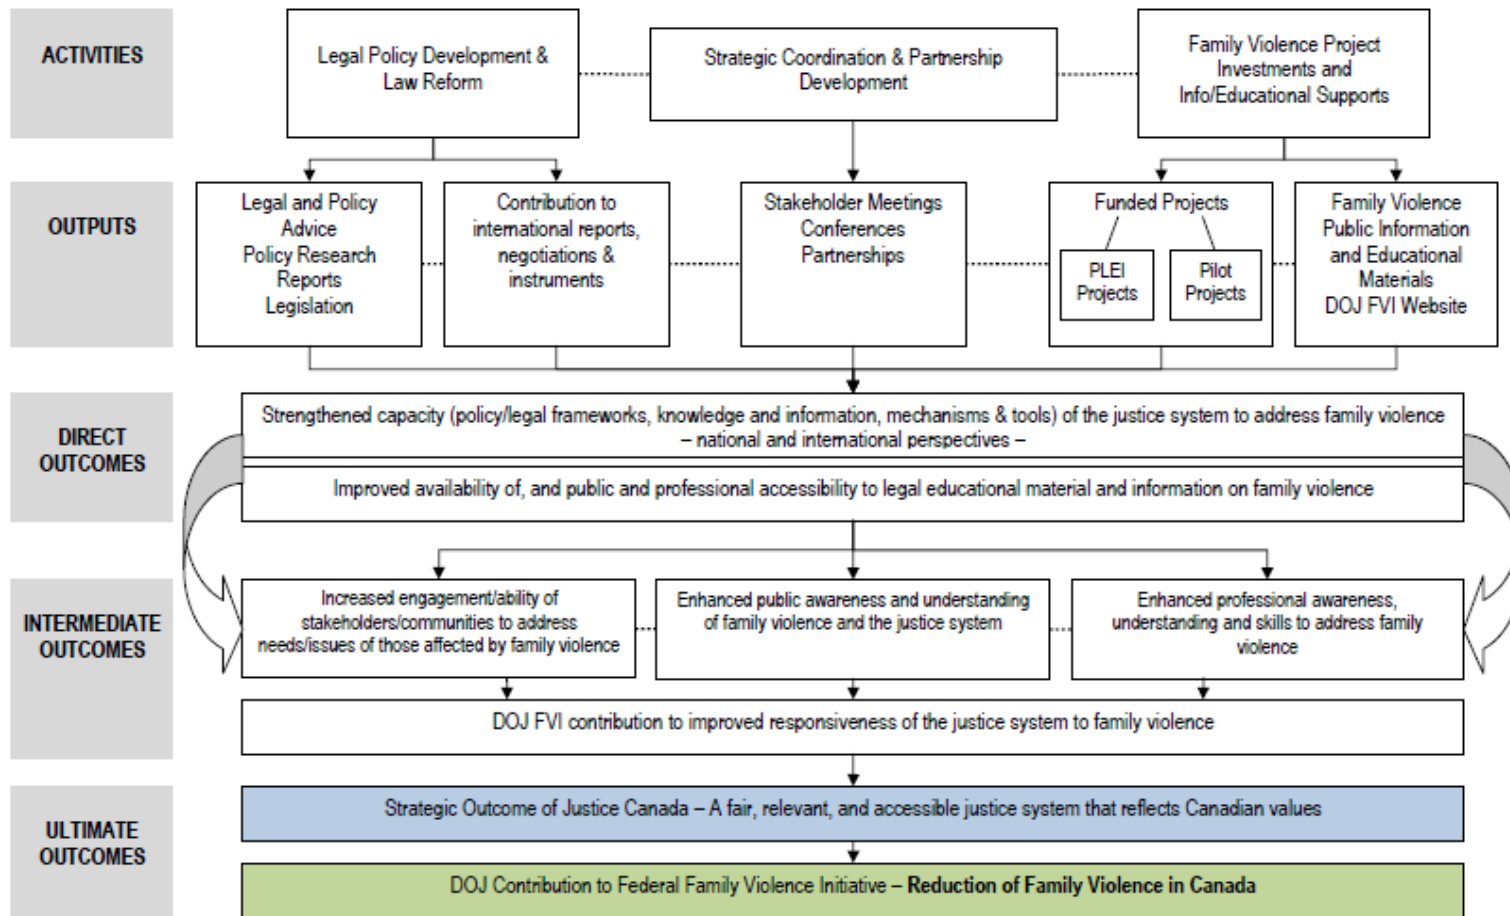 ACTIVITIES
Legal Policy Development &
Law Reform
Strategic Coordination & Partnership
Development
Family Violence Project
Investments and
Info/Educational Supports
OUTPUTS
Legal and Policy
Advice
Policy Research
Reports
Legislation
Contribution to
international reports,
negotiations &
instruments
Stakeholder Meetings
Conferences
Partnerships
Funded Projects
PLEI
Projects
Pilot
Projects
Family Violence
Public Information
and Educational
Materials
DOJ FVI Website
DIRECT
OUTCOMES
Strengthened capacity (policy/legal frameworks, knowledge and information, mechanisms & tools) of the justice system to address family violence
– national and international perspectives –
Improved availability of, and public and professional accessibility to legal educational material and information on family violence
INTERMEDIATE
OUTCOMES
Increased engagement/ability of
stakeholders/communities to address
needs/issues of those affected by family violence
Enhanced public awareness and understanding
of family violence and the justice system
Enhanced professional awareness,
understanding and skills to address family
violence
DOJ FVI contribution to improved responsiveness of the justice system to family violence
ULTIMATE
OUTCOMES
Strategic Outcome of Justice Canada – A fair, relevant, and accessible justice system that reflects Canadian values
DOJ Contribution to Federal Family Violence Initiative – Reduction of Family Violence in Canada